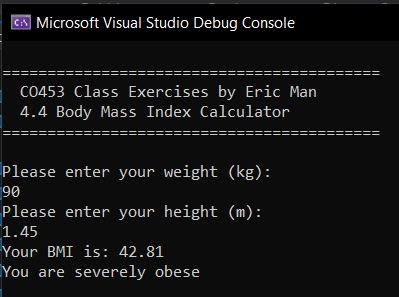 C:\ Microsoft Visual Studio Debug Console
========================================
CO453 Class Exercises by Eric Man
4.4 Body Mass Index Calculator
========================================
Please enter your weight (kg):
90
Please enter your height (m):
1.45
Your BMI is: 42.81
You are severely obese